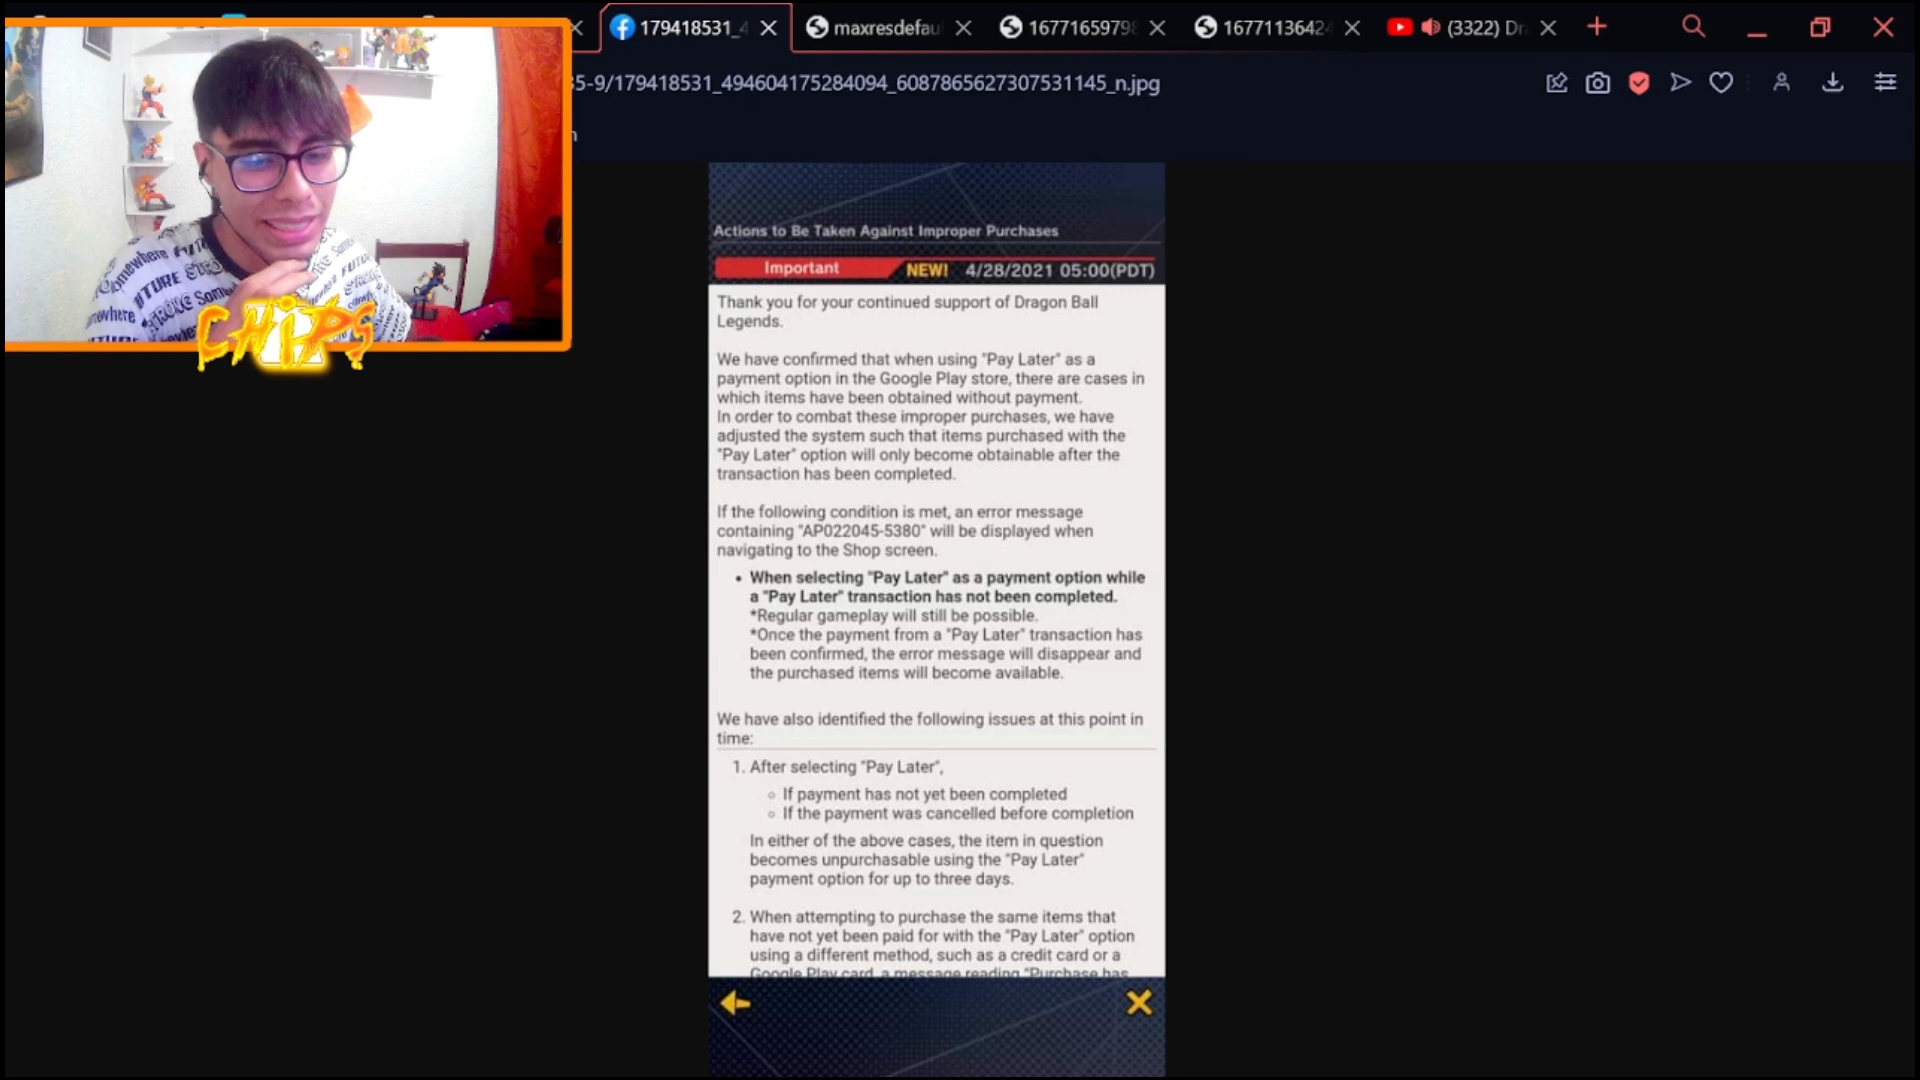 179418531_4
maxresdefau
1677165979
167711364
(3322) Dr
5-9/179418531_494604175284094_6087865627307531145_n.jpg
CHIPS
Actions to Be Taken Against Improper Purchases
Important NEW! 4/28/2021 05:00(PDT)
Thank you for your continued support of Dragon Ball
Legends.
We have confirmed that when using "Pay Later" as a
payment option in the Google Play store, there are cases in
which items have been obtained without payment.
In order to combat these improper purchases, we have
adjusted the system such that items purchased with the
"Pay Later" option will only become obtainable after the
transaction has been completed.
If the following condition is met, an error message
containing "AP022045-5380" will be displayed when
navigating to the Shop screen.
• When selecting "Pay Later" as a payment option while
a "Pay Later" transaction has not been completed.
*Regular gameplay will still be possible.
*Once the payment from a "Pay Later" transaction has
been confirmed, the error message will disappear and
the purchased items will become available.
We have also identified the following issues at this point in
time:
1. After selecting "Pay Later",
If payment has not yet been completed
If the payment was cancelled before completion
In either of the above cases, the item in question
becomes unpurchasable using the "Pay Later"
payment option for up to three days.
2. When attempting to purchase the same items that
have not yet been paid for with the "Pay Later" option
using a different method, such as a credit card or a
Google Play card, a message reading "Purchase has